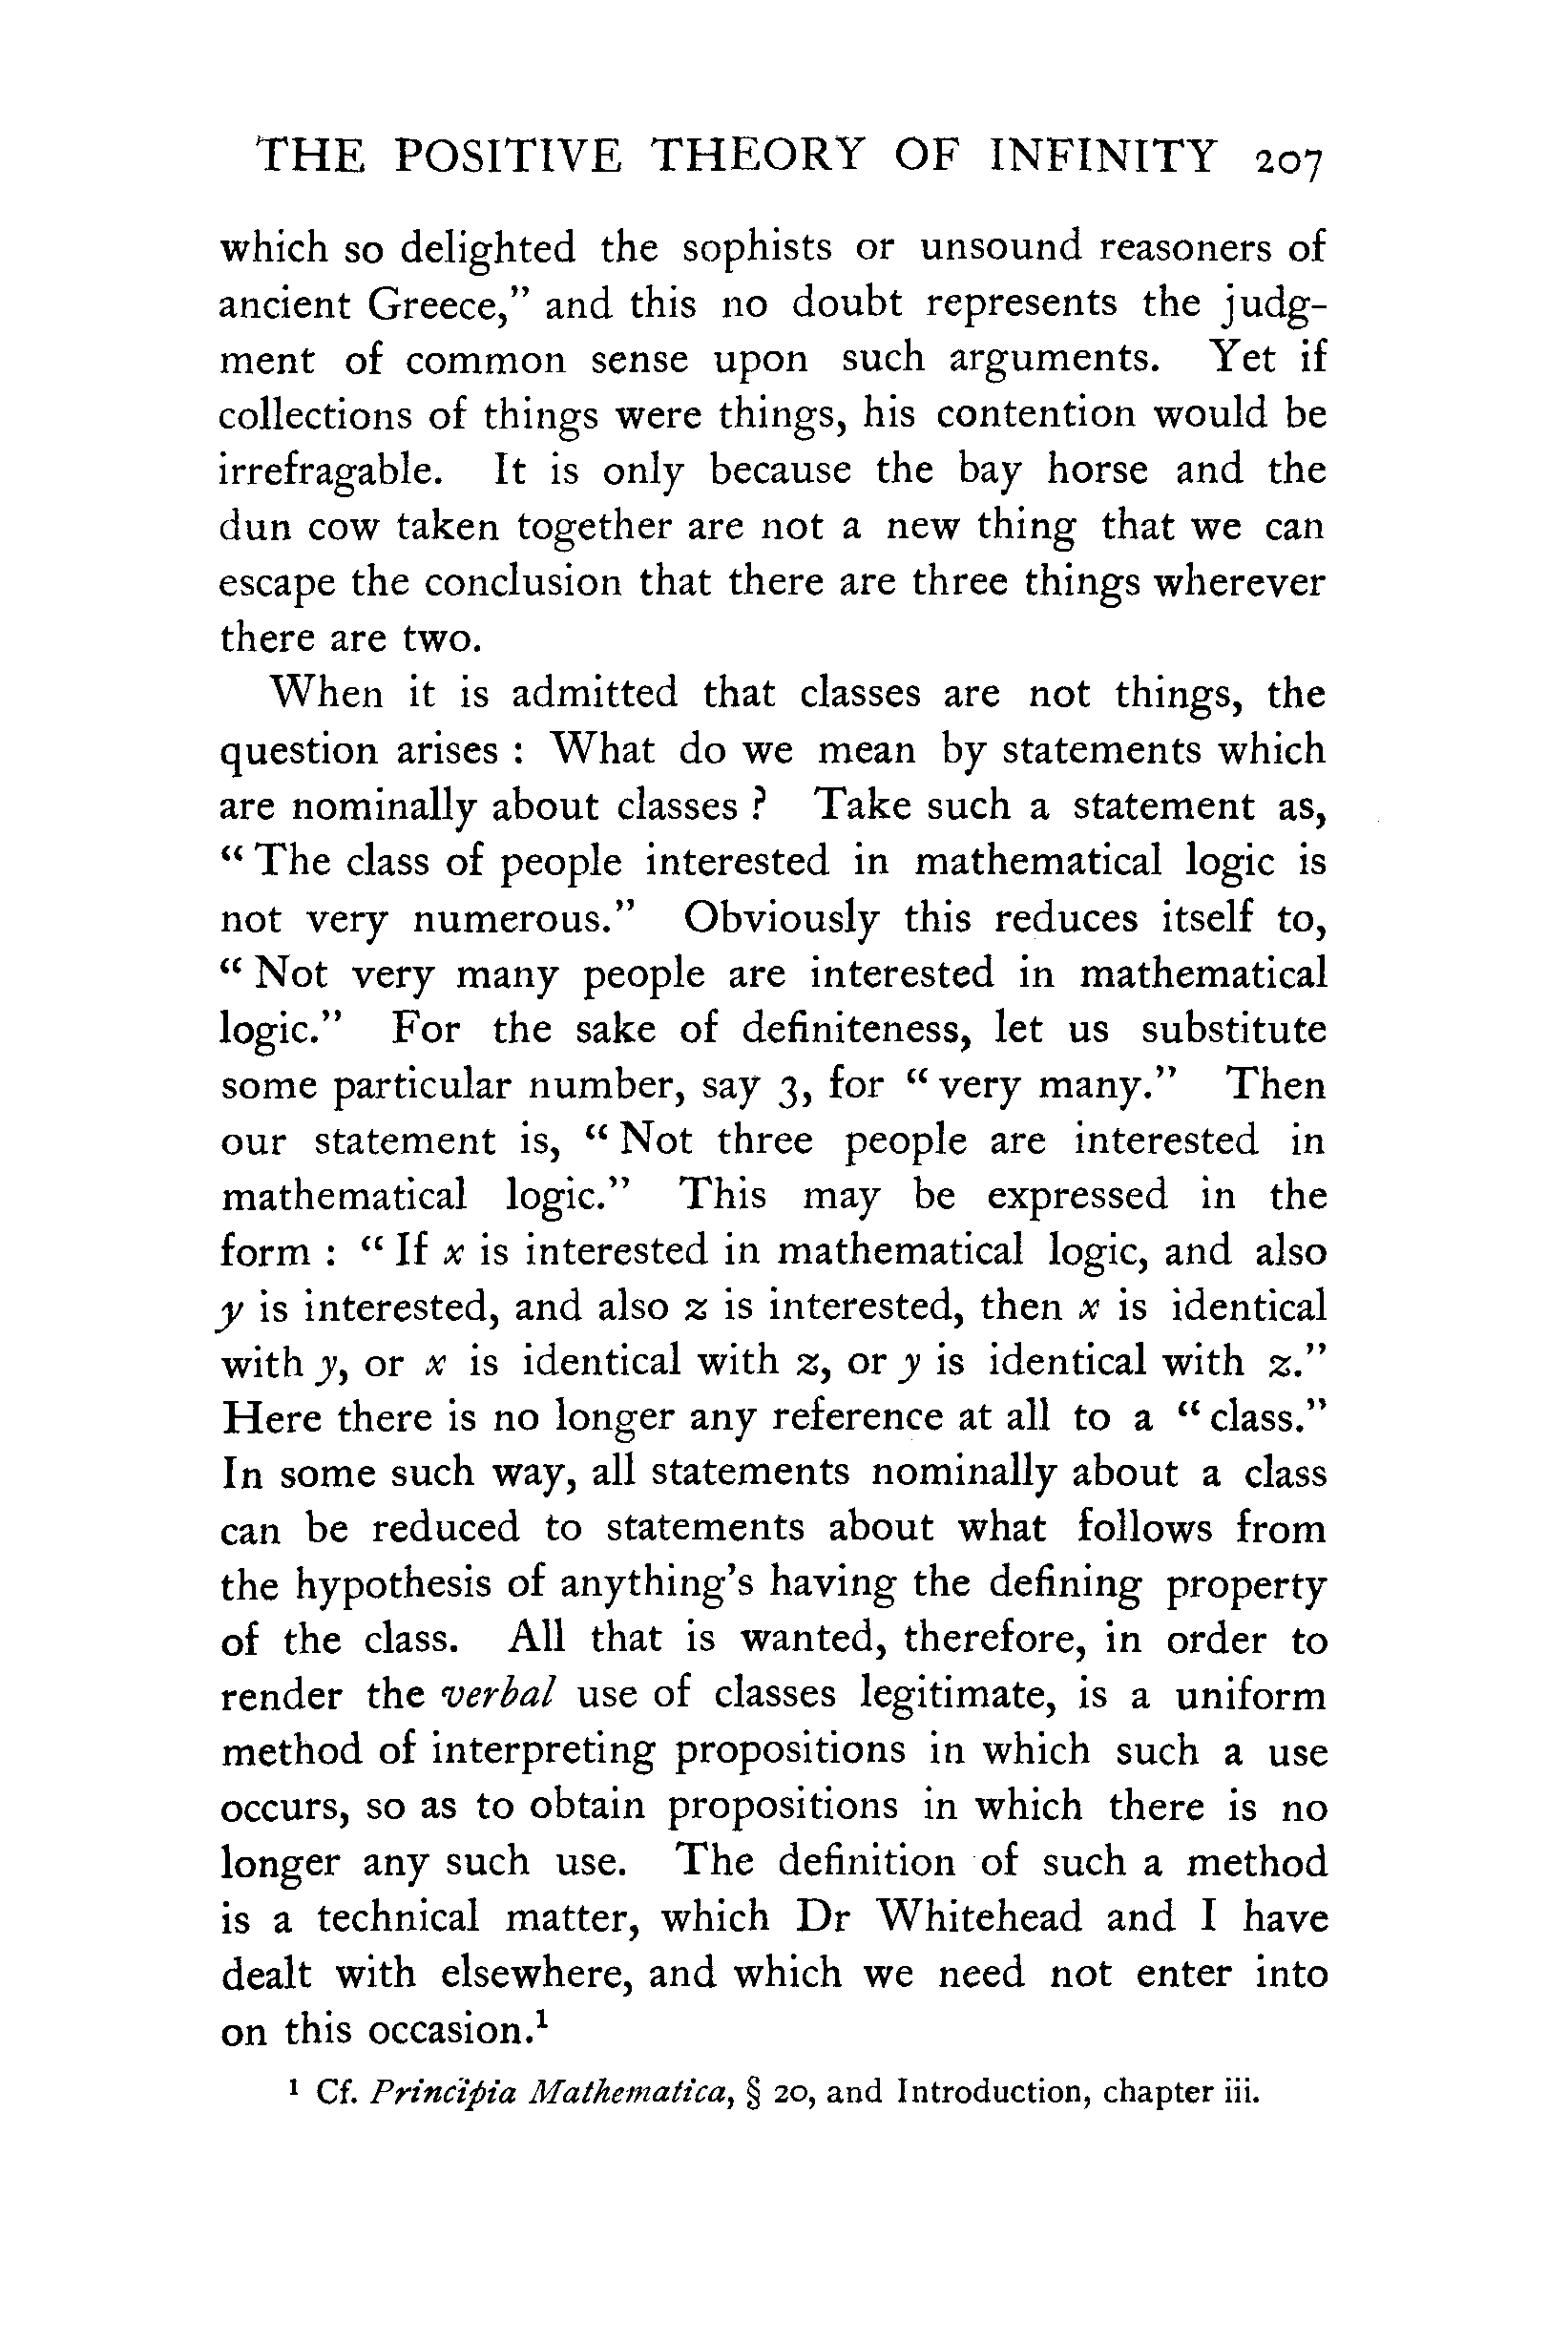 THE POSITIVE THEORY OF INFINITY 207
which so delighted the sophists or unsound reasoners of
ancient Greece,” and this no doubt represents the judg-
ment of common sense upon such arguments. Yet if
collections of things were things, his contention would be
irrefragable. It is only because the bay horse and the
dun cow taken together are not a new thing that we can
escape the conclusion that there are three things wherever
there are two.
When it is admitted that classes are not things, the
question arises : What do we mean by statements which
are nominally about classes ? Take such a statement as,
“ The class of people interested in mathematical logic is
not very numerous.” Obviously this reduces itself to,
“ Not very many people are interested in mathematical
logic.” For the sake of definiteness, let us substitute
some particular number, say 3, for “ very many.” Then
our statement is, “ Not three people are interested in
mathematical logic.” This may be expressed in the
form : “ If x is interested in mathematical logic, and also
y is interested, and also z is interested, then x is identical
with y, or x is identical with z, or y is identical with z.”
Here there is no longer any reference at all to a “ class.”
In some such way, all statements nominally about a class
can be reduced to statements about what follows from
the hypothesis of anything’s having the defining property
of the class. All that is wanted, therefore, in order to
render the verbal use of classes legitimate, is a uniform
method of interpreting propositions in which such a use
occurs, so as to obtain propositions in which there is no
longer any such use. The definition of such a method
is a technical matter, which Dr Whitehead and I have
dealt with elsewhere, and which we need not enter into
on this occasion.¹
¹ Cf. Principia Mathematica, § 20, and Introduction, chapter iii.